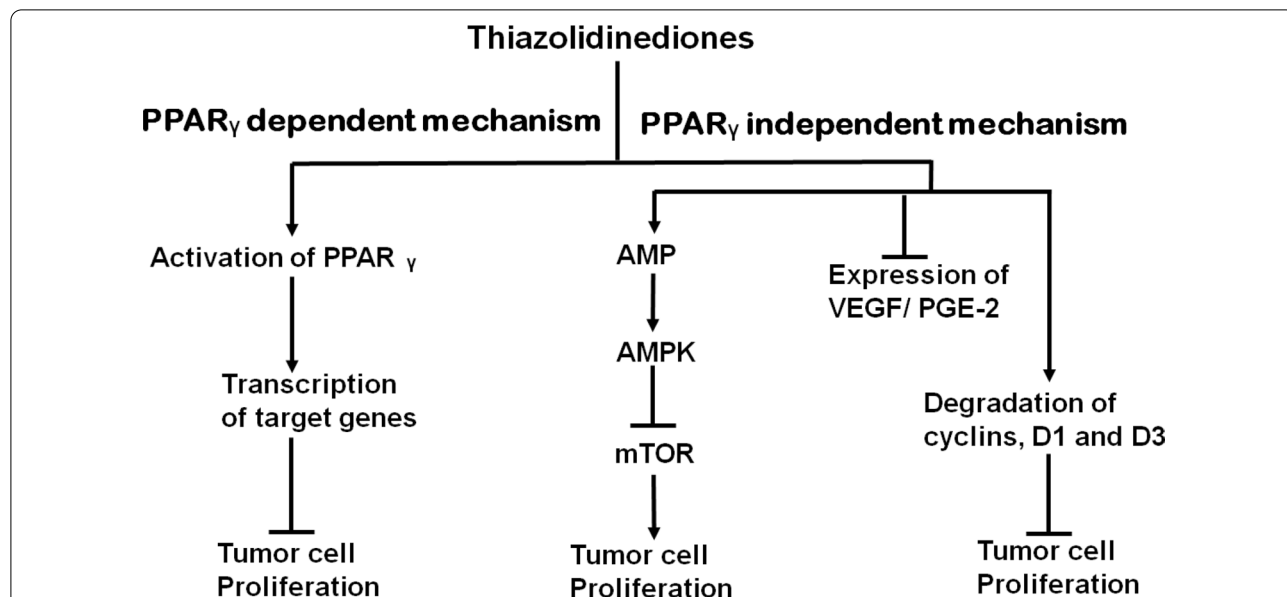 Thiazolidinediones
PPARγ dependent mechanism
PPARγ independent mechanism
Activation of PPAR γ
Transcription
of target genes
Tumor cell
Proliferation
AMP
AMPK
mTOR
Tumor cell
Proliferation
Expression of
VEGF/ PGE-2
Degradation of
cyclins, D1 and D3
Tumor cell
Proliferation